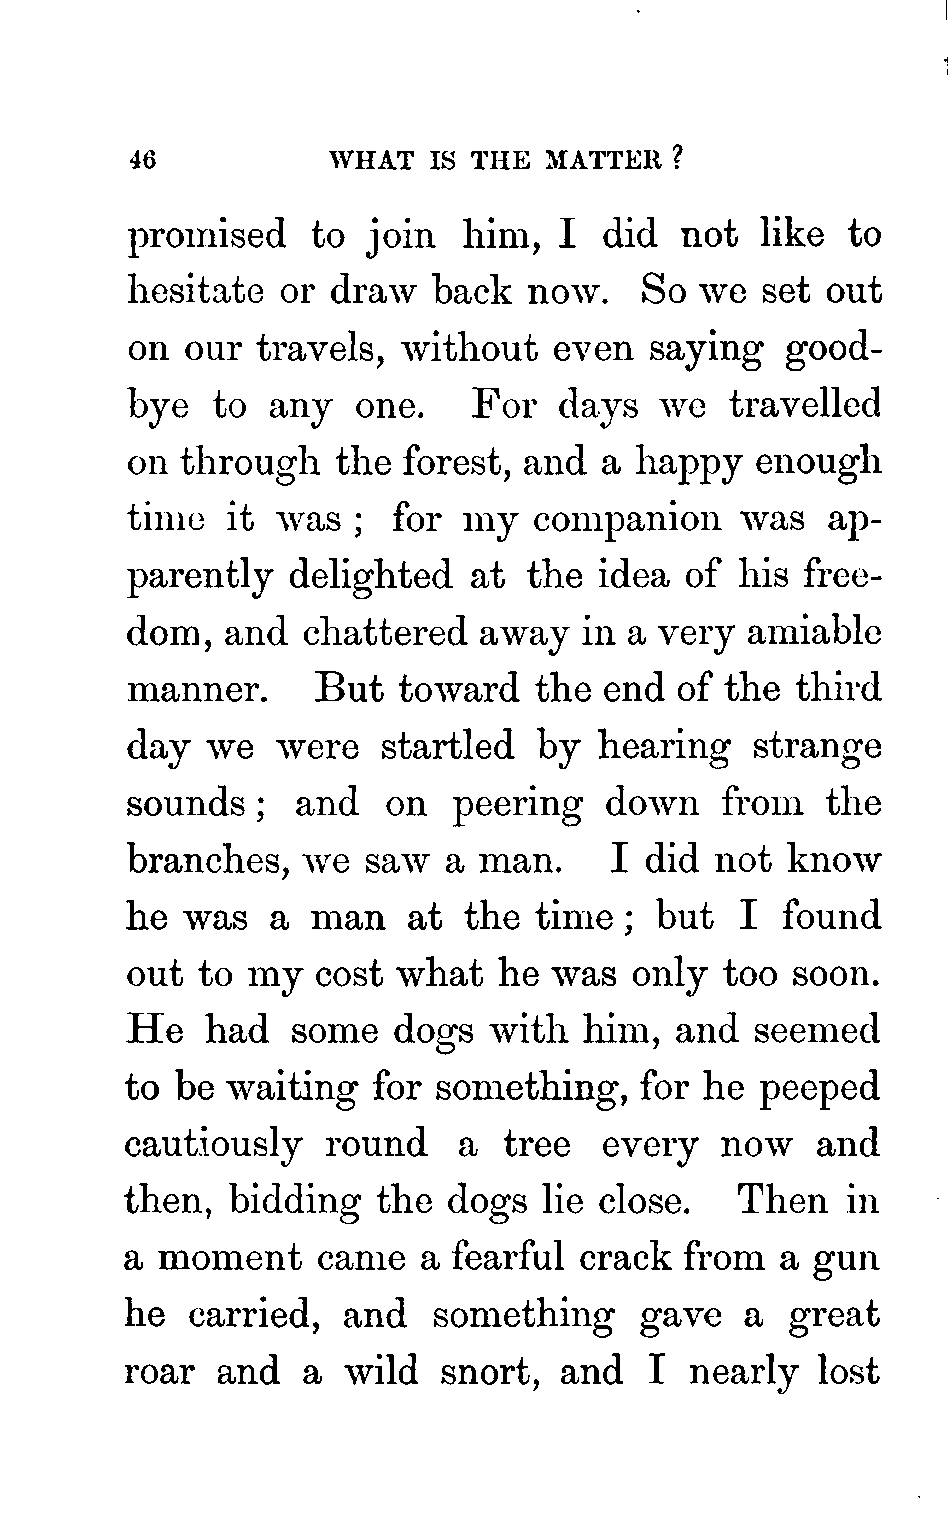 46 WHAT IS THE MATTER ?
promised to join him, I did not like to
hesitate or draw back now. So we set out
on our travels, without even saying good-
bye to any one. For days we travelled
on through the forest, and a happy enough
time it was ; for my companion was ap-
parently delighted at the idea of his free-
dom, and chattered away in a very amiable
manner. But toward the end of the third
day we were startled by hearing strange
sounds ; and on peering down from the
branches, we saw a man. I did not know
he was a man at the time ; but I found
out to my cost what he was only too soon.
He had some dogs with him, and seemed
to be waiting for something, for he peeped
cautiously round a tree every now and
then, bidding the dogs lie close. Then in
a moment came a fearful crack from a gun
he carried, and something gave a great
roar and a wild snort, and I nearly lost